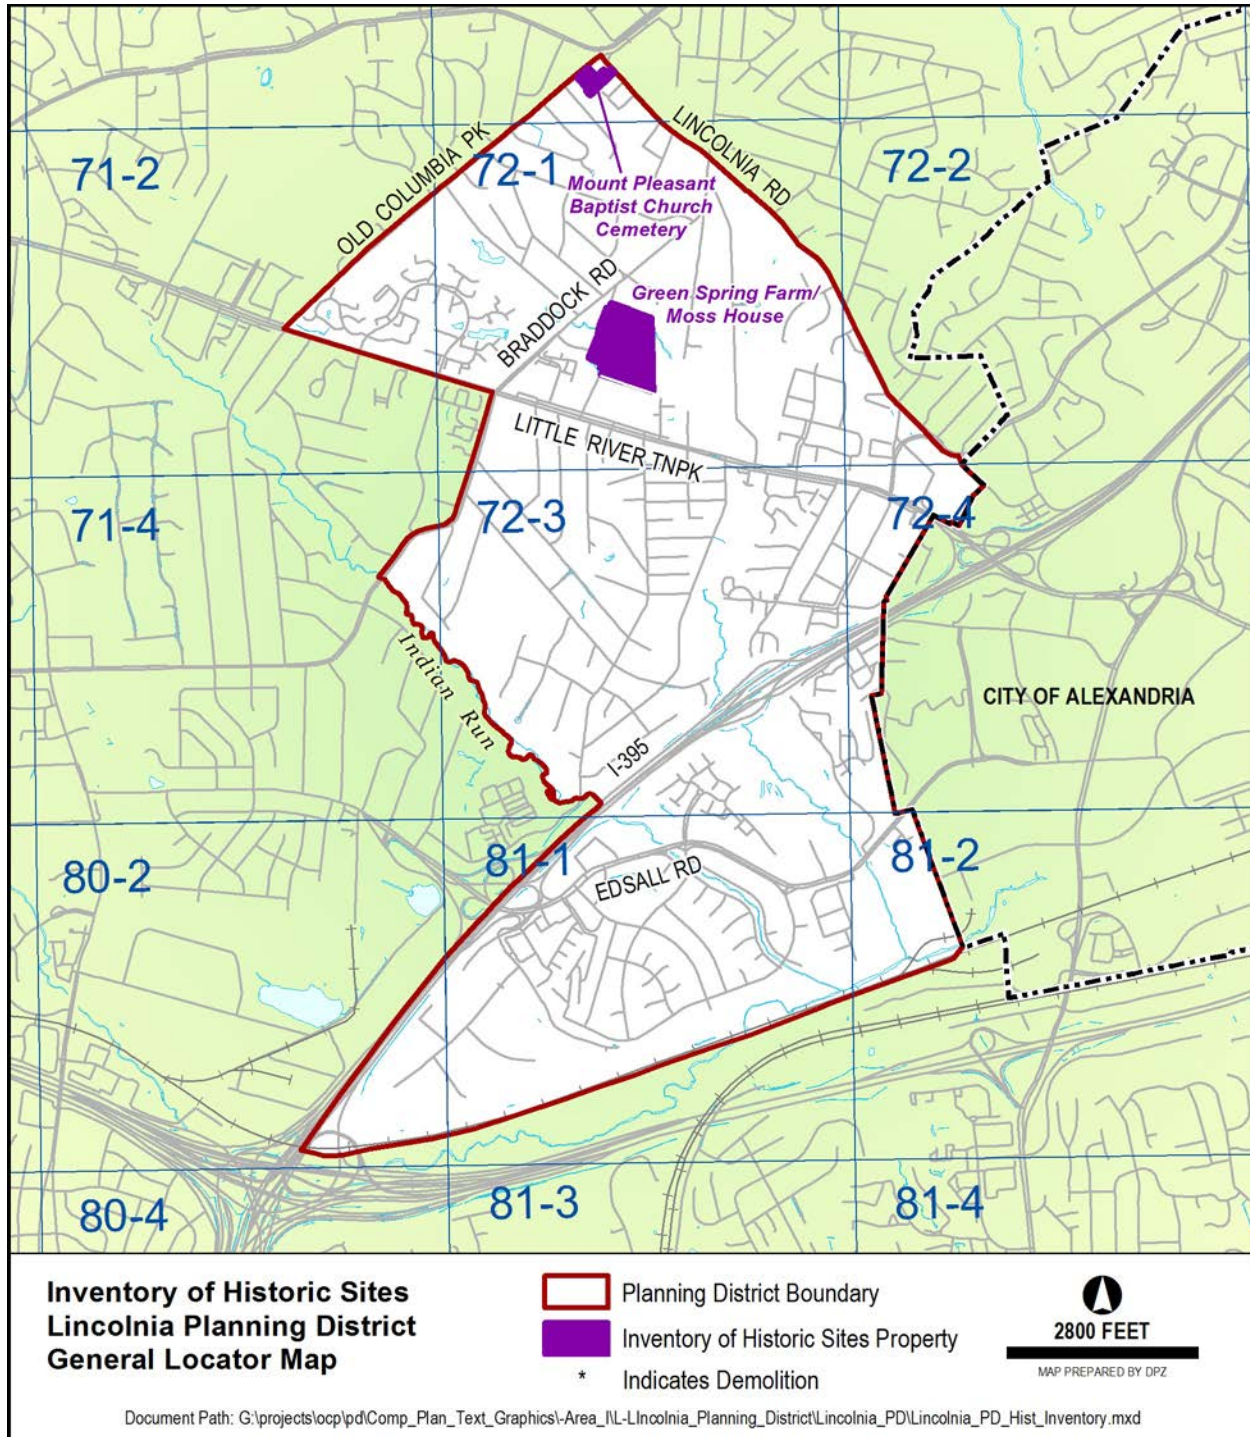 71-2
72-1
72-2
OLD COLUMBIA PK
LINCOLNIA RD
Mount Pleasant
Baptist Church
Cemetery
BRADDOCK RD
Green Spring Farm/
Moss House
LITTLE RIVER TNPK
71-4
72-3
72-4
Indian Run
CITY OF ALEXANDRIA
I-395
80-2
81-1
81-2
EDSALL RD
80-4
81-3
81-4
Inventory of Historic Sites
Lincolnia Planning District
General Locator Map
Planning District Boundary
Inventory of Historic Sites Property
* Indicates Demolition
2800 FEET
MAP PREPARED BY DPZ
Document Path: G:\projects\ocp\pd\Comp_Plan_Text_Graphics\-Area_I\L-LIncolnia_Planning_District\Lincolnia_PD\Lincolnia_PD_Hist_Inventory.mxd